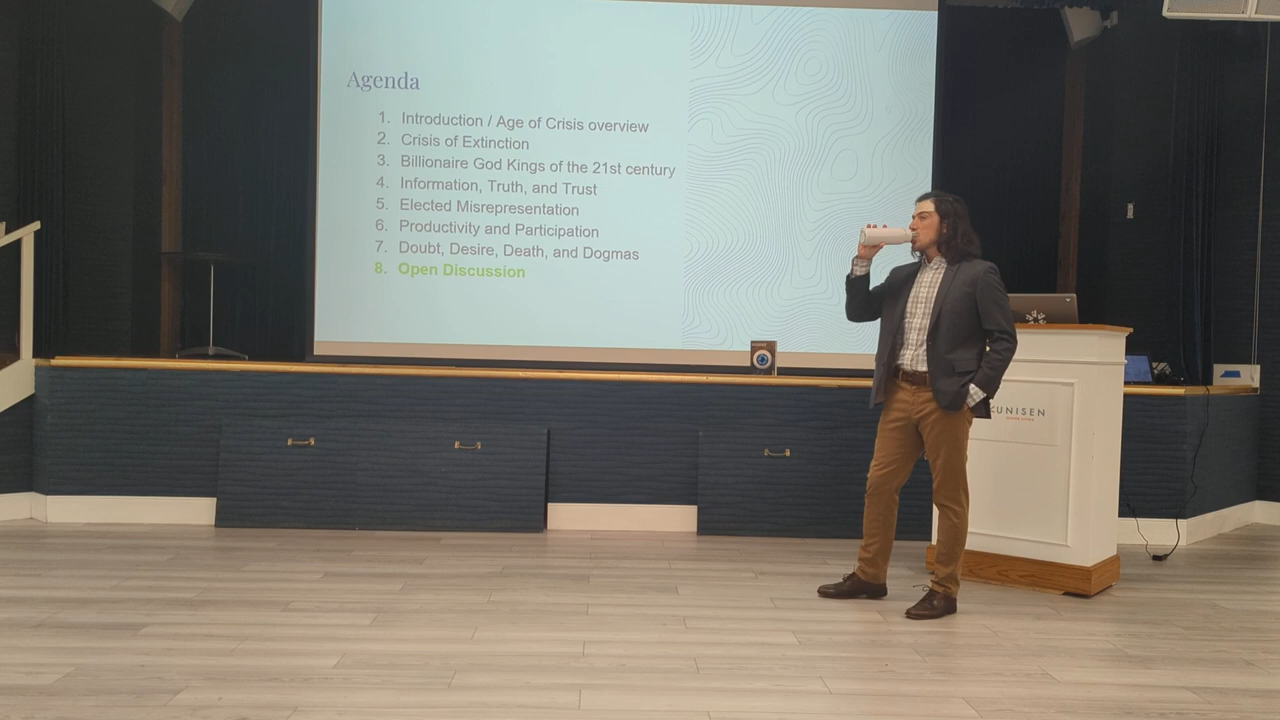 Agenda
1. Introduction / Age of Crisis overview
2. Crisis of Extinction
3. Billionaire God Kings of the 21st century
4. Information, Truth, and Trust
5. Elected Misrepresentation
6. Productivity and Participation
7. Doubt, Desire, Death, and Dogmas
8. Open Discussion
UNISEN